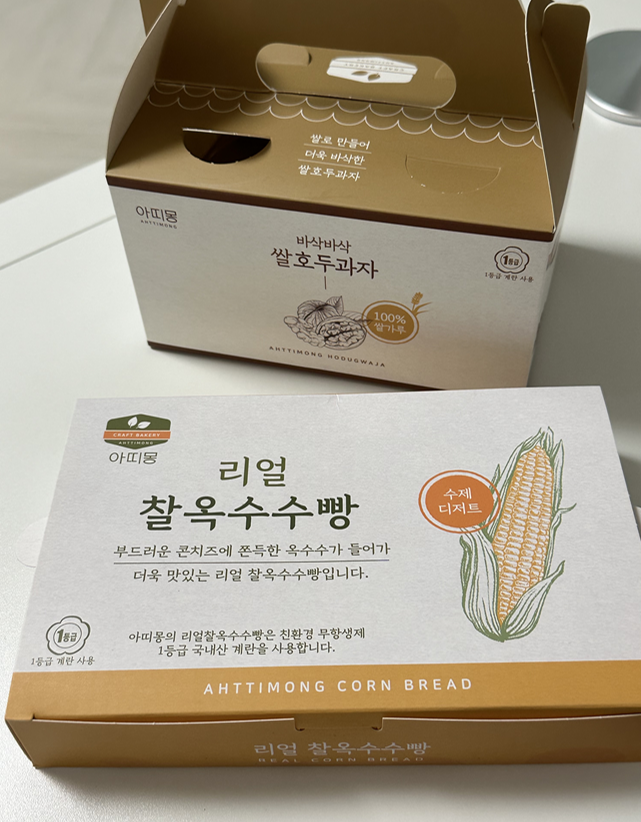 쌀로 만들어
더욱 바삭한
쌀호두과자
아띠몽
AHTTIMONG
바삭바삭
쌀호두과자
1등급
1등급 계란 사용
100%
쌀가루
AHTTIMONG HODUGWAJA
CRAFT BAKERY
AHTTIMONG
아띠몽
리얼
찰옥수수빵
수제
디저트
부드러운 콘치즈에 쫀득한 옥수수가 들어가
더욱 맛있는 리얼 찰옥수수빵입니다.
1등급
1등급 계란 사용
아띠몽의 리얼찰옥수수빵은 친환경 무항생제
1등급 국내산 계란을 사용합니다.
AHTTIMONG CORN BREAD
리얼 찰옥수수빵
REAL CORN BREAD